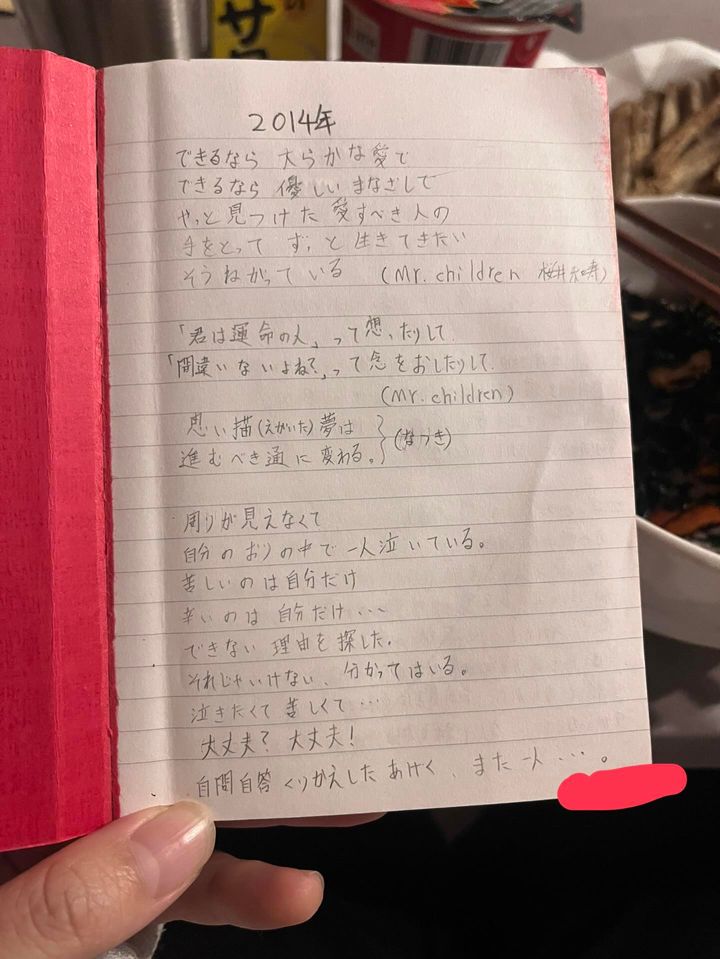 サ
2014年
できるなら 大らかな愛で
できるなら 優しい まなざしで
やっと見つけた 愛すべき人の
手をとって ずっと生きてきたい
そうねがっている (Mr.children 桜井和寿)
「君は運命の人」って想ったりして.
「間違いないよね?」って念をおしたりして.
(Mr.children)
思い描(えがいた)夢は
進むべき通に変わる。 (なつき)
周りが見えなくて
自分のおりの中で一人泣いている。
苦しいのは自分だけ
辛いのは 自分だけ…
できない 理由を探した.
それじゃいけない、分かってはいる。
泣きたくて 苦しくて…
大丈夫? 大丈夫!
自問自答 くりかえした あげく、また一人…。